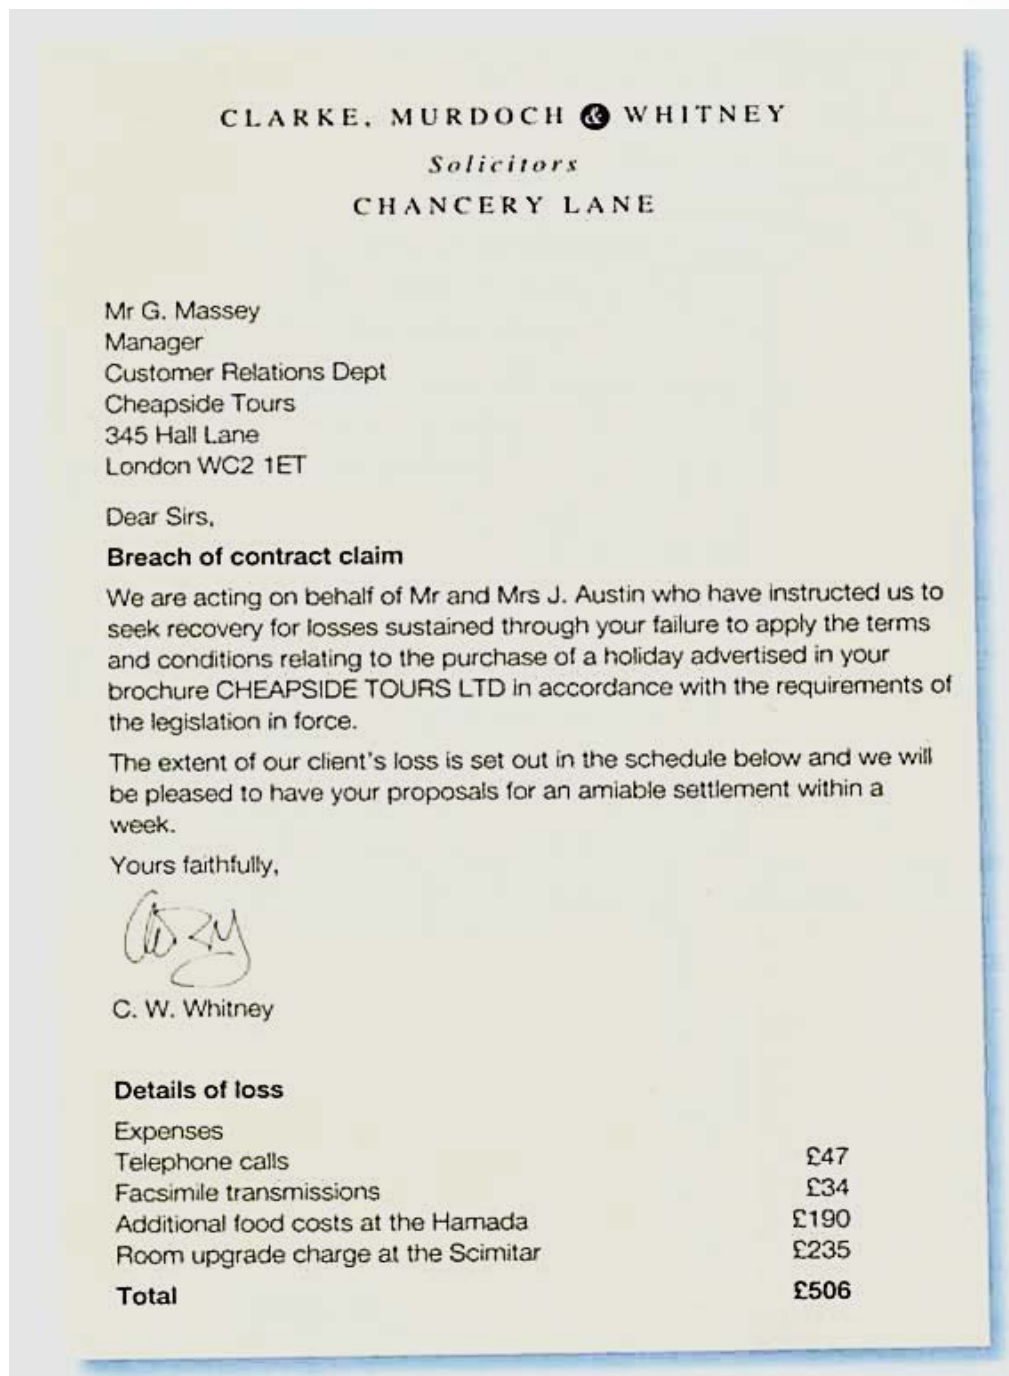 CLARKE, MURDOCH & WHITNEY
Solicitors
CHANCERY LANE
Mr G. Massey
Manager
Customer Relations Dept
Cheapside Tours
345 Hall Lane
London WC2 1ET
Dear Sirs,
Breach of contract claim
We are acting on behalf of Mr and Mrs J. Austin who have instructed us to
seek recovery for losses sustained through your failure to apply the terms
and conditions relating to the purchase of a holiday advertised in your
brochure CHEAPSIDE TOURS LTD in accordance with the requirements of
the legislation in force.
The extent of our client's loss is set out in the schedule below and we will
be pleased to have your proposals for an amiable settlement within a
week.
Yours faithfully,
C. W. Whitney
Details of loss
Expenses
Telephone calls £47
Facsimile transmissions £34
Additional food costs at the Hamada £190
Room upgrade charge at the Scimitar £235
Total £506